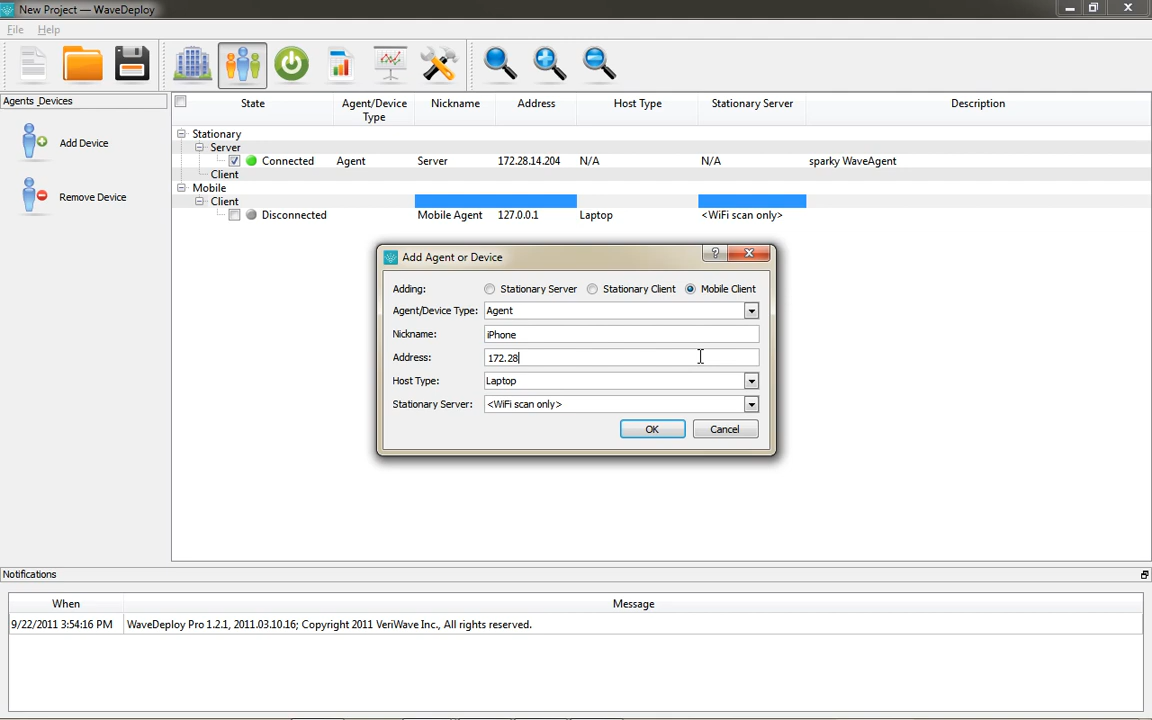 New Project — WaveDeploy
File Help
Agents_Devices
Add Device
Remove Device
State Agent/Device Type Nickname Address Host Type Stationary Server Description
Stationary
Server
Connected Agent Server 172.28.14.204 N/A N/A sparky WaveAgent
Client
Mobile
Client
Disconnected Mobile Agent 127.0.0.1 Laptop <WiFi scan only>
Add Agent or Device
Adding: Stationary Server Stationary Client Mobile Client
Agent/Device Type: Agent
Nickname: iPhone
Address: 172.28
Host Type: Laptop
Stationary Server: <WiFi scan only>
OK Cancel
Notifications
When Message
9/22/2011 3:54:16 PM WaveDeploy Pro 1.2.1, 2011.03.10.16; Copyright 2011 VeriWave Inc., All rights reserved.